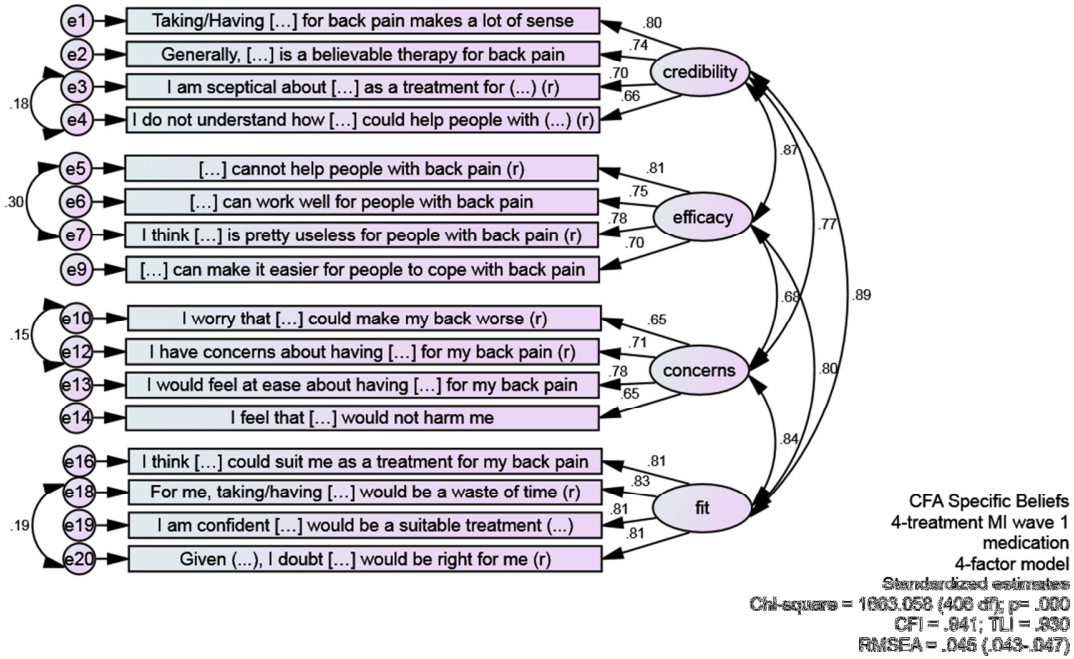 e1 Taking/Having [...] for back pain makes a lot of sense .80
e2 Generally, [...] is a believable therapy for back pain .74
credibility
e3 I am sceptical about [...] as a treatment for (...) (r) .70
.18
e4 I do not understand how [...] could help people with (...) (r) .66
.87
e5 [...] cannot help people with back pain (r) .81
.30
e6 [...] can work well for people with back pain .75
efficacy
.77
e7 I think [...] is pretty useless for people with back pain (r) .78
e9 [...] can make it easier for people to cope with back pain .70
.68
.89
e10 I worry that [...] could make my back worse (r) .65
.15
e12 I have concerns about having [...] for my back pain (r) .71
concerns
.80
e13 I would feel at ease about having [...] for my back pain .78
e14 I feel that [...] would not harm me .65
.84
e16 I think [...] could suit me as a treatment for my back pain .81
e18 For me, taking/having [...] would be a waste of time (r) .83
fit
.19
e19 I am confident [...] would be a suitable treatment (...) .81
e20 Given (...), I doubt [...] would be right for me (r) .81
CFA Specific Beliefs
4-treatment MI wave 1
medication
4-factor model
Standardized estimates
Chi-square = 1663.058 (406 df); p= .000
CFI = .941; TLI = .930
RMSEA = .045 (.043-.047)